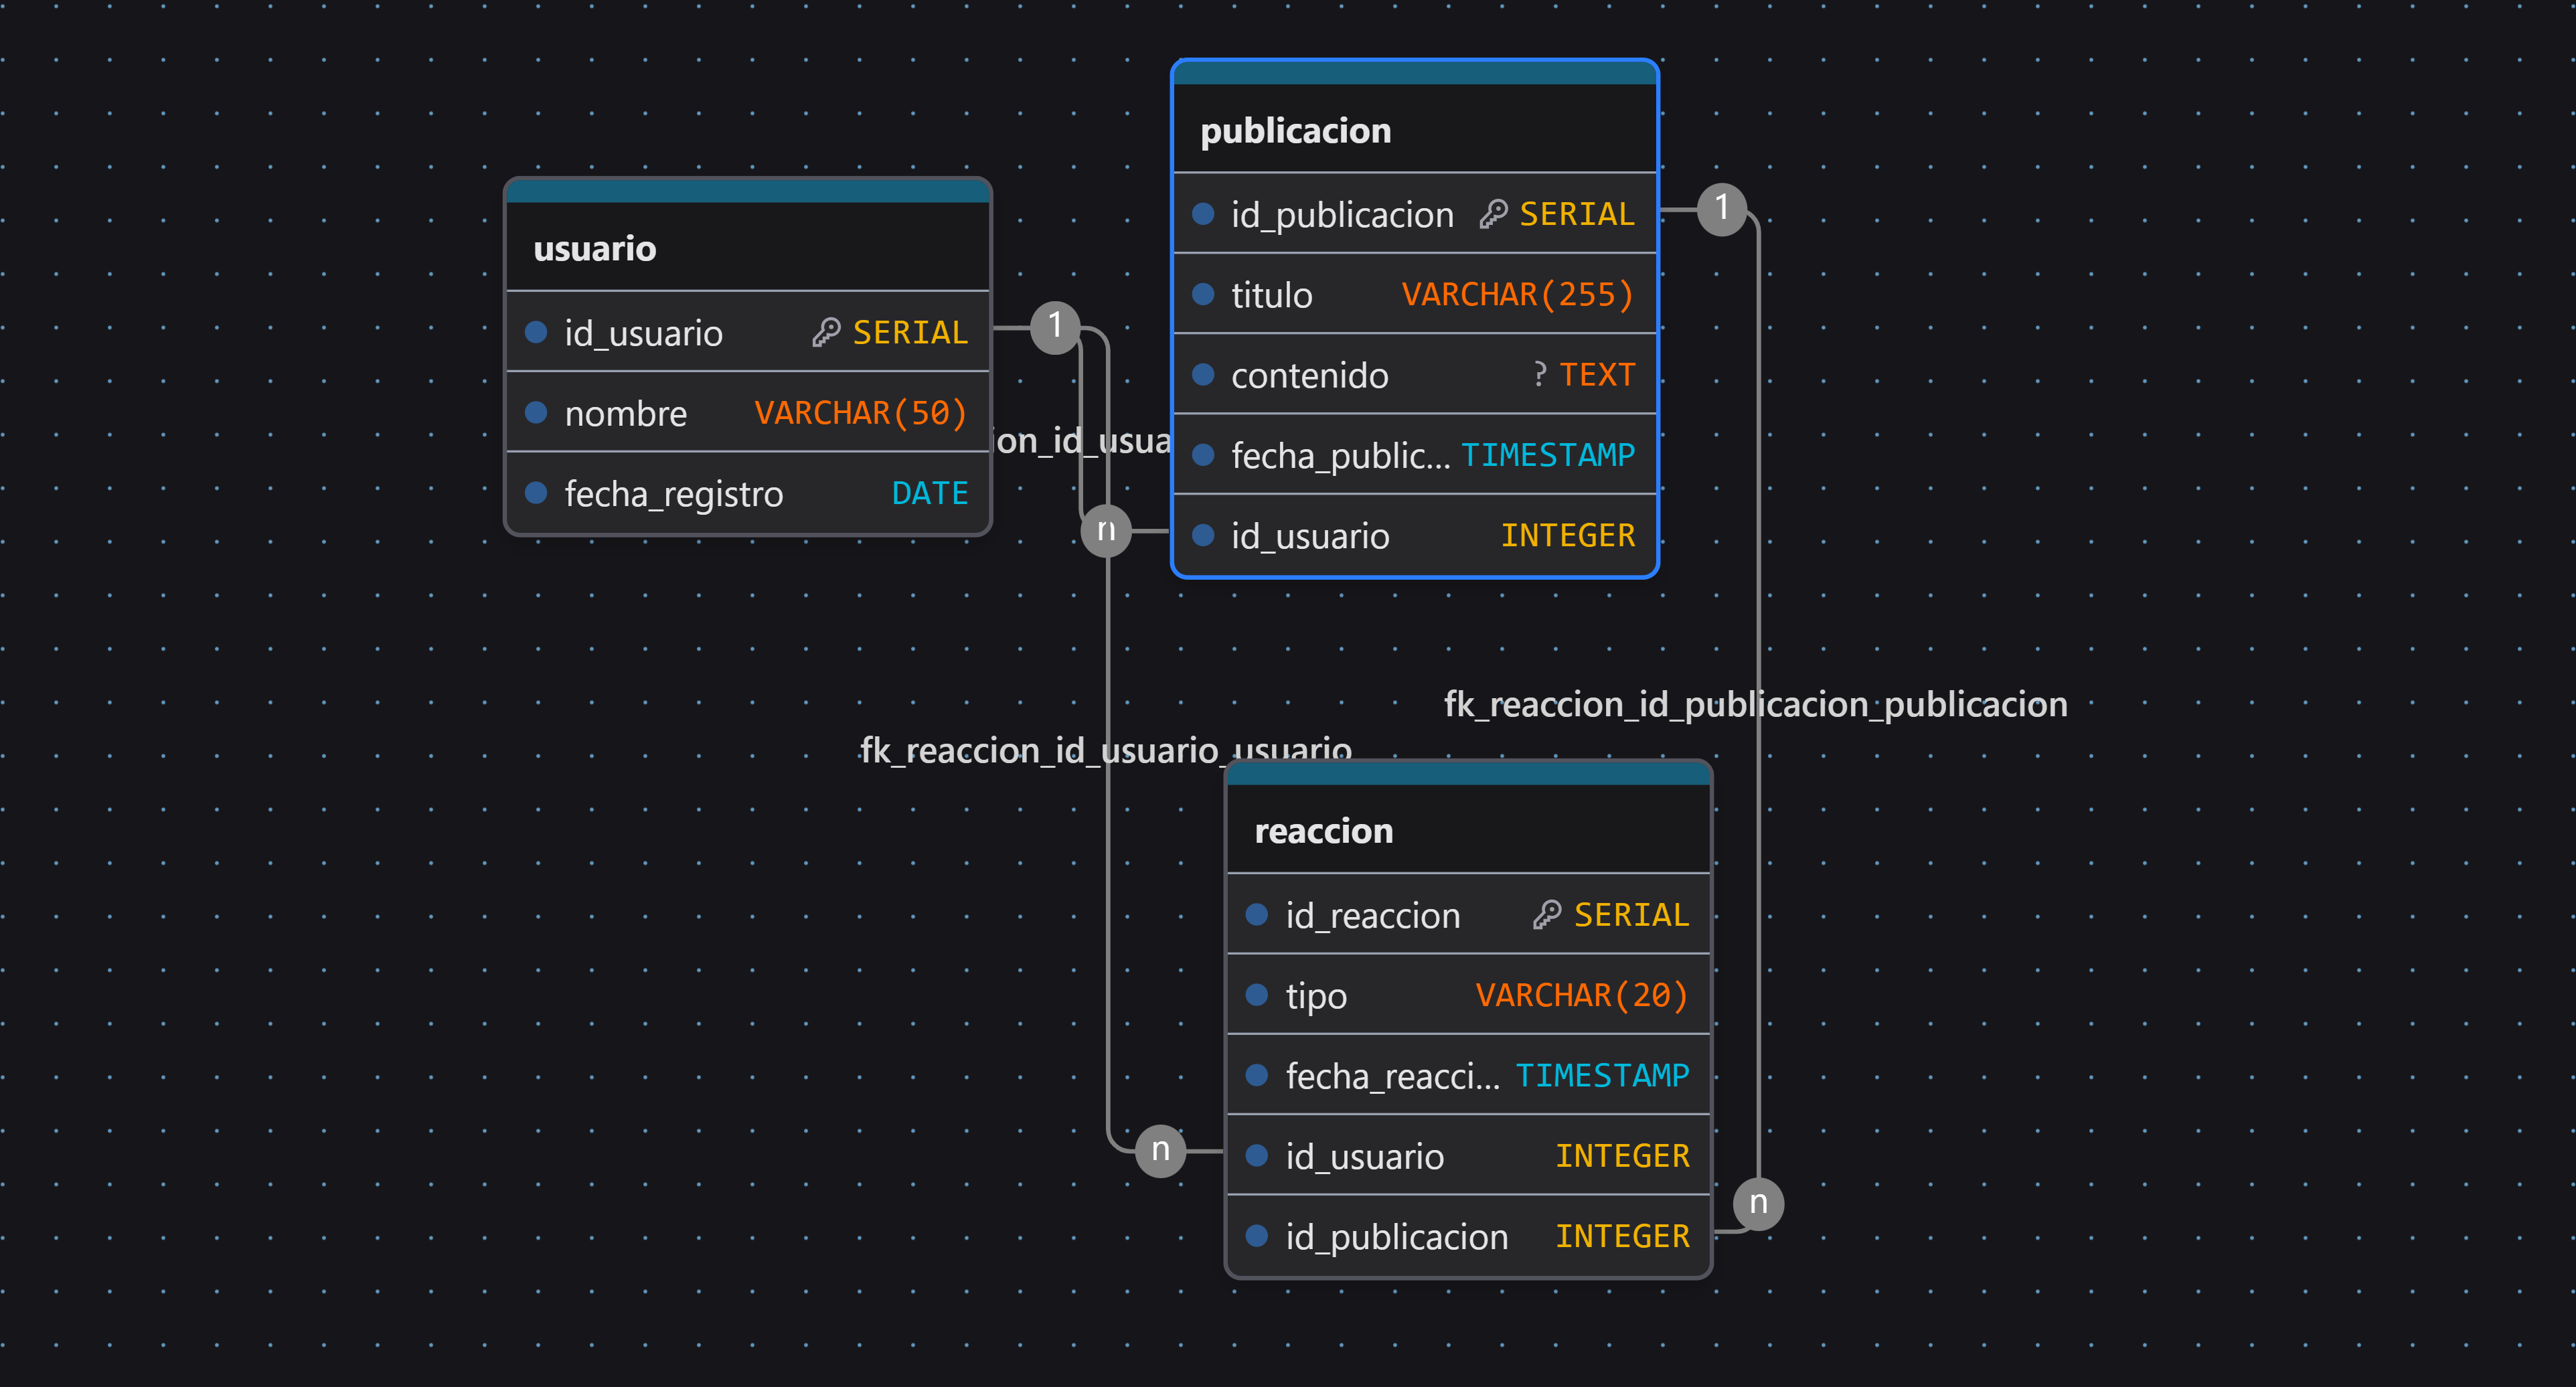 usuario
id_usuario SERIAL
nombre VARCHAR(50)
fecha_registro DATE
1
ion_id_usua
n
publicacion
id_publicacion SERIAL
titulo VARCHAR(255)
contenido ? TEXT
fecha_public... TIMESTAMP
id_usuario INTEGER
1
fk_reaccion_id_publicacion_publicacion
fk_reaccion_id_usuario_usuario
reaccion
id_reaccion SERIAL
tipo VARCHAR(20)
fecha_reacci... TIMESTAMP
id_usuario INTEGER
id_publicacion INTEGER
n
n